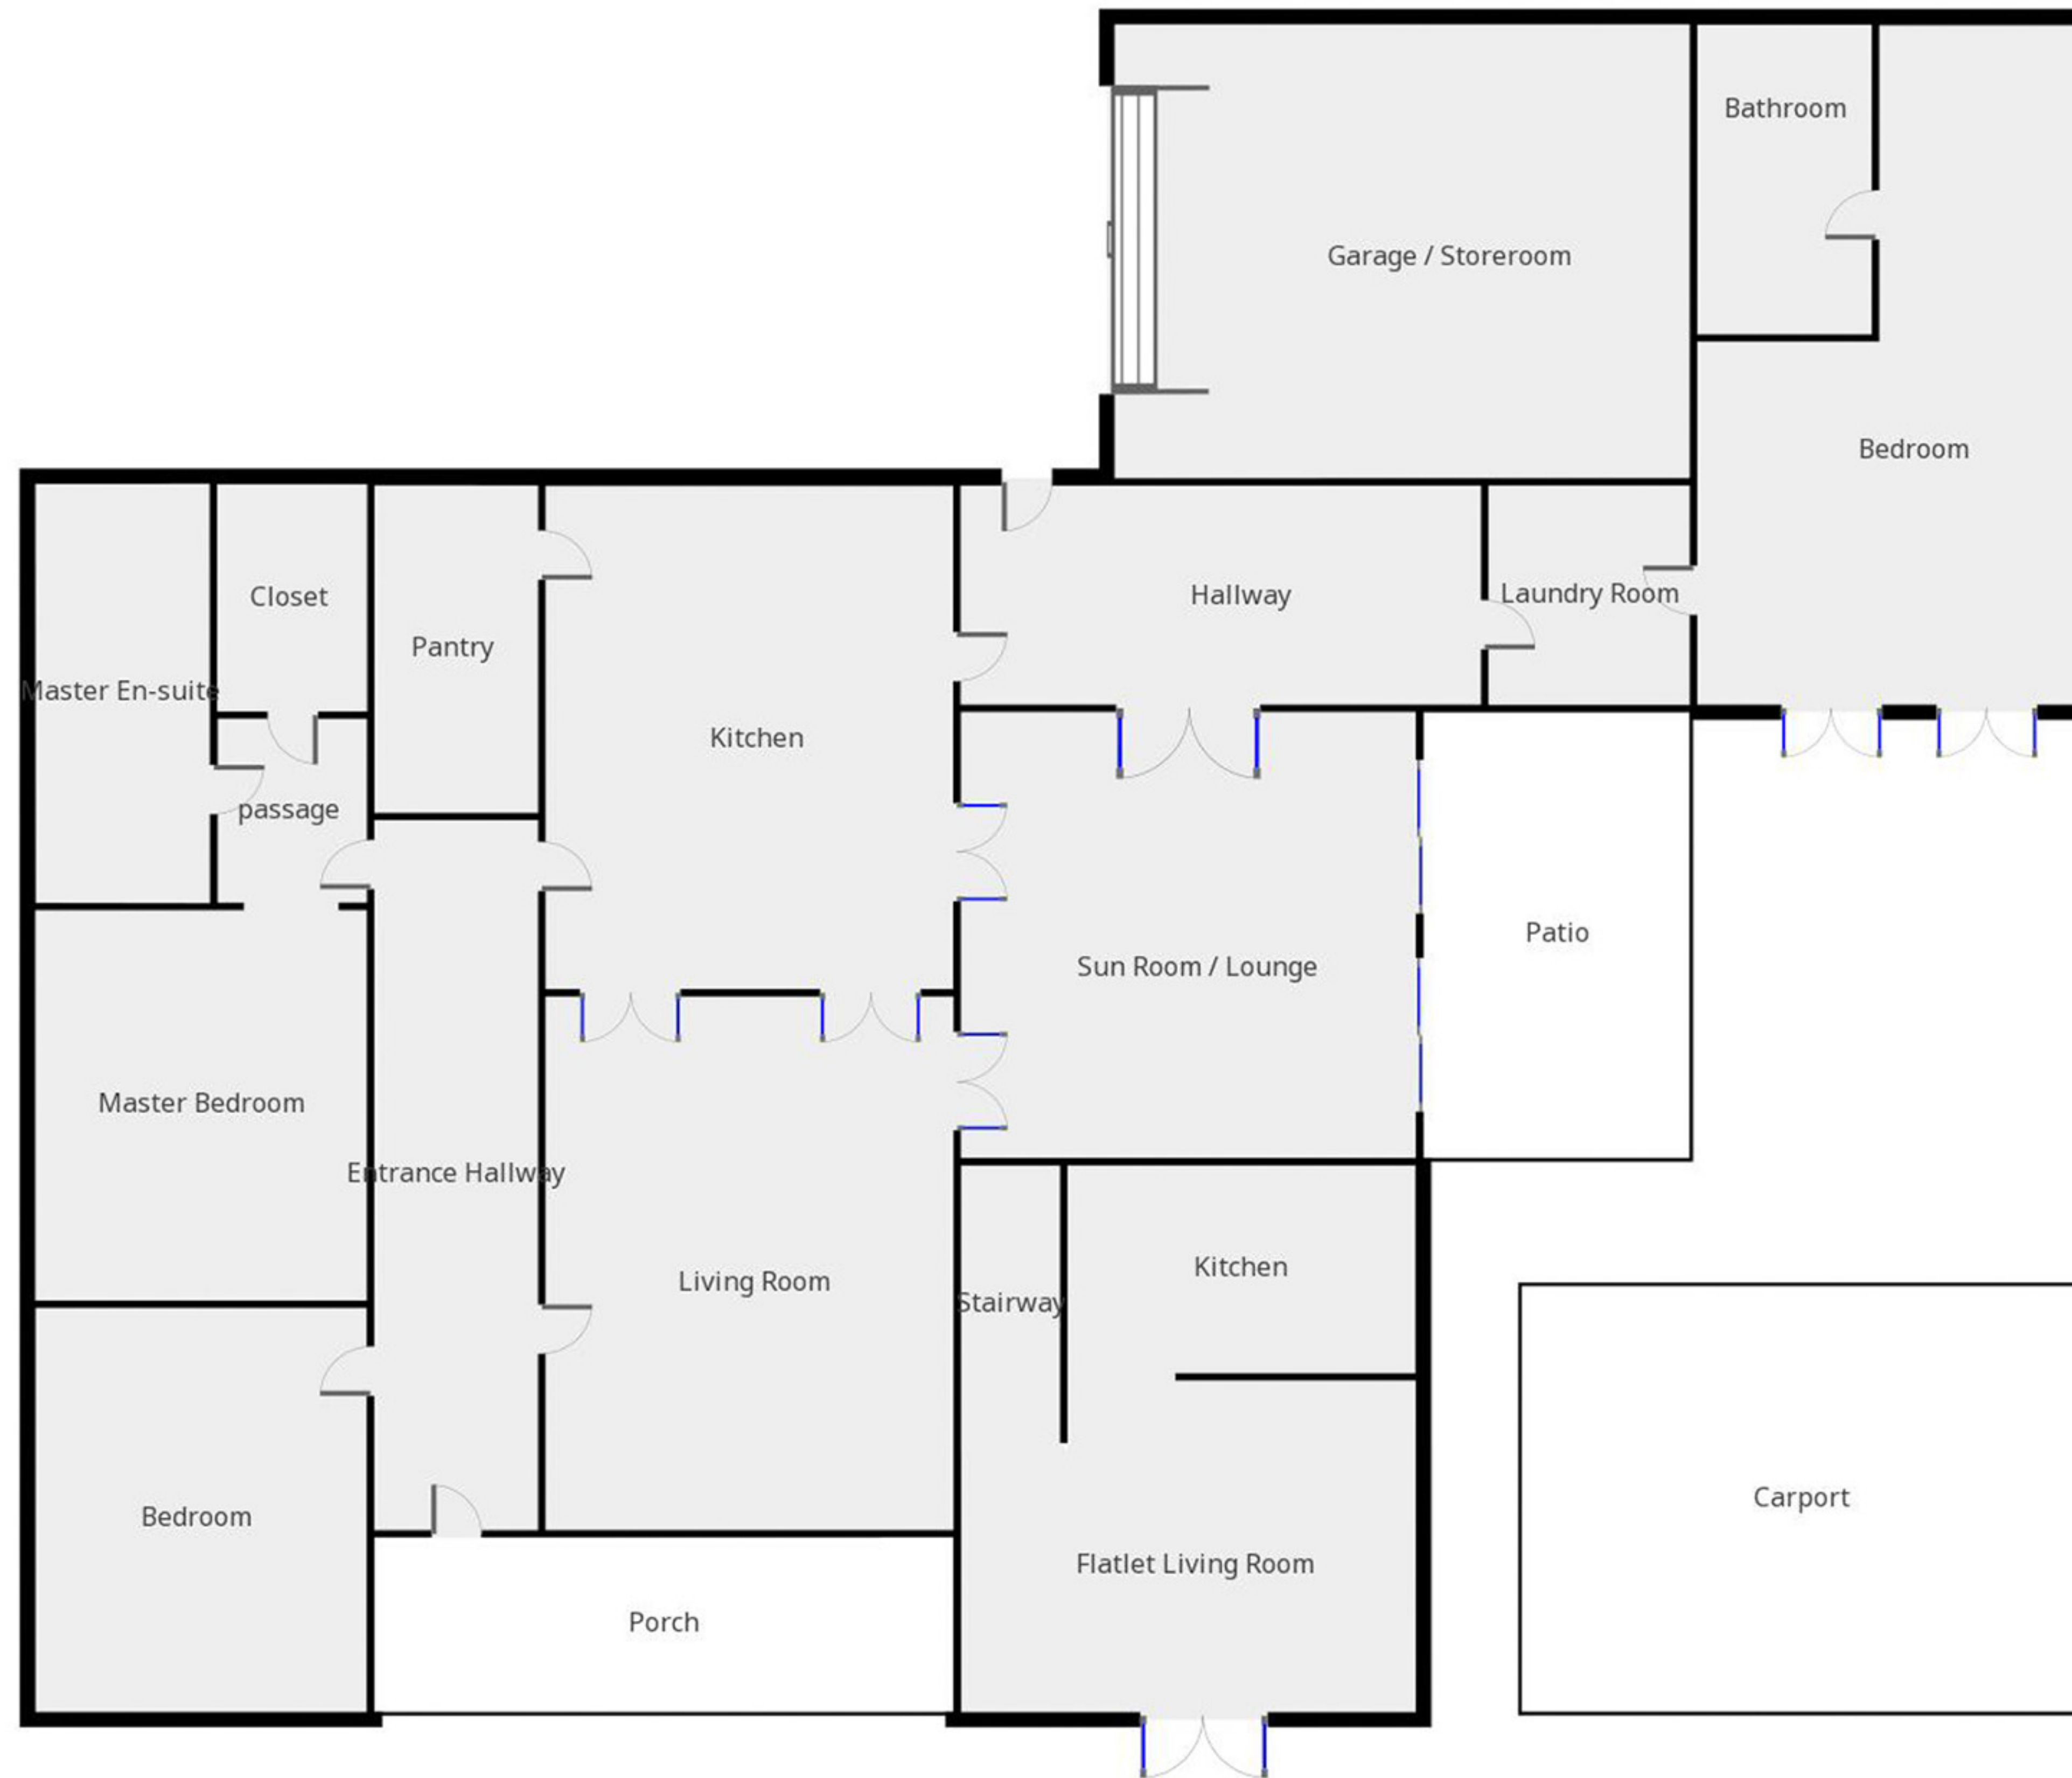 Bathroom
Garage / Storeroom
Bedroom
Closet
Hallway
Laundry Room
Pantry
Master En-suite
Kitchen
passage
Patio
Sun Room / Lounge
Master Bedroom
Entrance Hallway
Kitchen
Living Room
Stairway
Carport
Bedroom
Flatlet Living Room
Porch